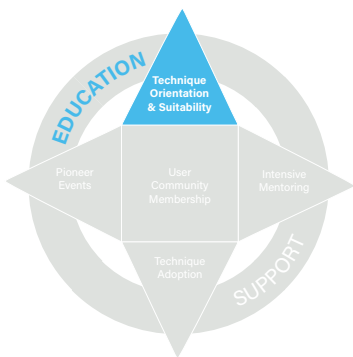 EDUCATION
Technique
Orientation
& Suitability
Pioneer
Events
User
Community
Membership
Intensive
Mentoring
Technique
Adoption
SUPPORT